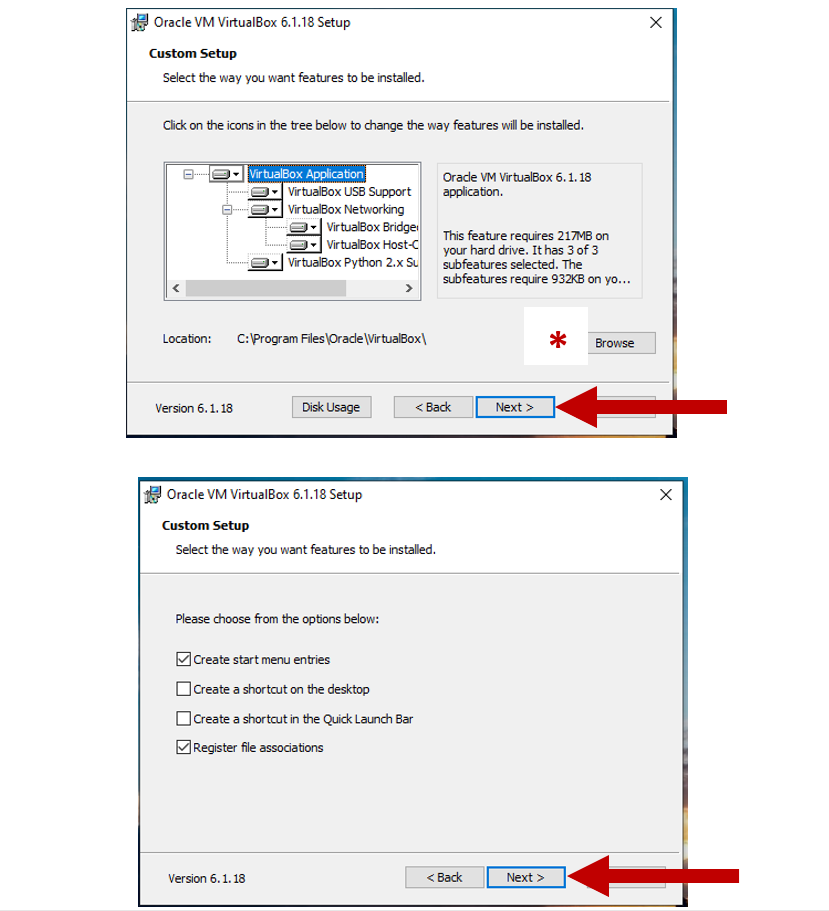 Oracle VM VirtualBox 6.1.18 Setup
Custom Setup
Select the way you want features to be installed.
Click on the icons in the tree below to change the way features will be installed.
VirtualBox Application
VirtualBox USB Support
VirtualBox Networking
VirtualBox Bridge
VirtualBox Host-C
VirtualBox Python 2.x Su
Oracle VM VirtualBox 6.1.18
application.
This feature requires 217MB on
your hard drive. It has 3 of 3
subfeatures selected. The
subfeatures require 932KB on yo...
Location: C:\Program Files\Oracle\VirtualBox\
* Browse
Version 6.1.18 Disk Usage < Back Next >
Oracle VM VirtualBox 6.1.18 Setup
Custom Setup
Select the way you want features to be installed.
Please choose from the options below:
Create start menu entries
Create a shortcut on the desktop
Create a shortcut in the Quick Launch Bar
Register file associations
Version 6.1.18 < Back Next >